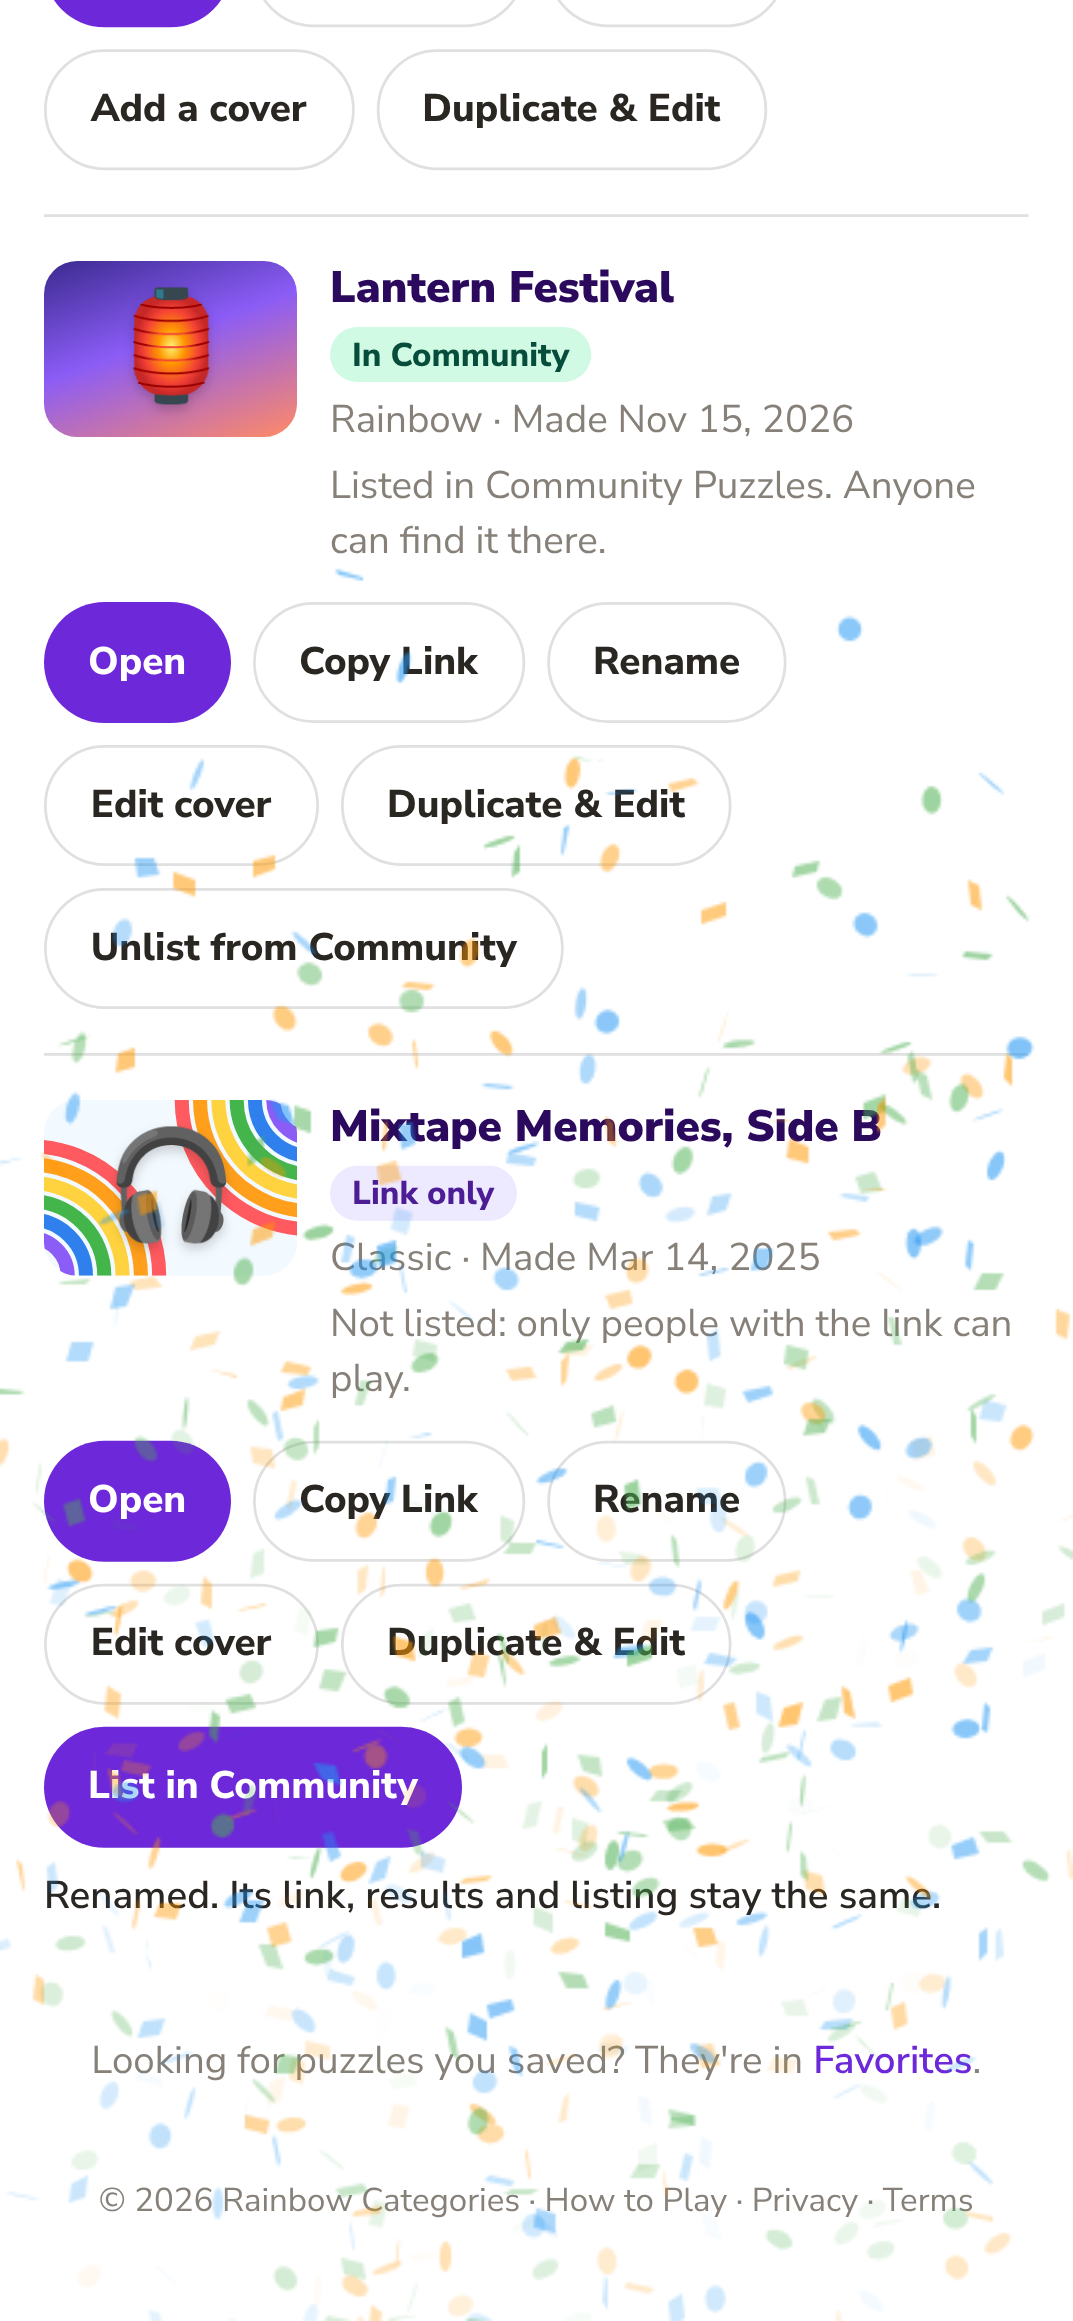 Add a cover
Duplicate & Edit
Lantern Festival
In Community
Rainbow · Made Nov 15, 2026
Listed in Community Puzzles. Anyone
can find it there.
Open
Copy Link
Rename
Edit cover
Duplicate & Edit
Unlist from Community
Mixtape Memories, Side B
Link only
Classic · Made Mar 14, 2025
Not listed: only people with the link can
play.
Open
Copy Link
Rename
Edit cover
Duplicate & Edit
List in Community
Renamed. Its link, results and listing stay the same.
Looking for puzzles you saved? They're in Favorites.
© 2026 Rainbow Categories · How to Play · Privacy · Terms